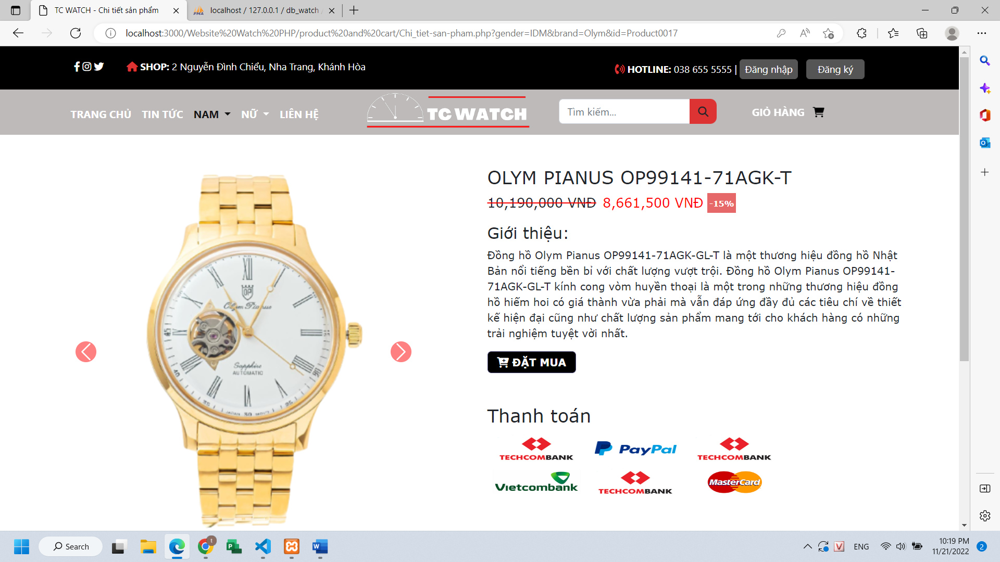 TC WATCH - Chi tiết sản phẩm
localhost / 127.0.0.1 / db_watch /
localhost:3000/Website%20Watch%20PHP/product%20and%20cart/Chi_tiet-san-pham.php?gender=IDM&brand=Olym&id=Product0017
SHOP: 2 Nguyễn Đình Chiểu, Nha Trang, Khánh Hòa
HOTLINE: 038 655 5555 | Đăng nhập Đăng ký
TRANG CHỦ TIN TỨC NAM NỮ LIÊN HỆ
TC WATCH
Tìm kiếm...
GIỎ HÀNG
OLYM PIANUS OP99141-71AGK-T
10,190,000 VNĐ 8,661,500 VNĐ -15%
Giới thiệu:
Đồng hồ Olym Pianus OP99141-71AGK-GL-T là một thương hiệu đồng hồ Nhật
Bản nổi tiếng bền bỉ với chất lượng vượt trội. Đồng hồ Olym Pianus OP99141-
71AGK-GL-T kính cong vòm huyền thoại là một trong những thương hiệu đồng
hồ hiếm hoi có giá thành vừa phải mà vẫn đáp ứng đầy đủ các tiêu chí về thiết
kế hiện đại cũng như chất lượng sản phẩm mang tới cho khách hàng có những
trải nghiệm tuyệt vời nhất.
ĐẶT MUA
Thanh toán
TECHCOMBANK PayPal TECHCOMBANK
Vietcombank TECHCOMBANK MasterCard
XII
OP
Olym Pianus
Sapphire
AUTOMATIC
Search
ENG
10:19 PM
11/21/2022
2